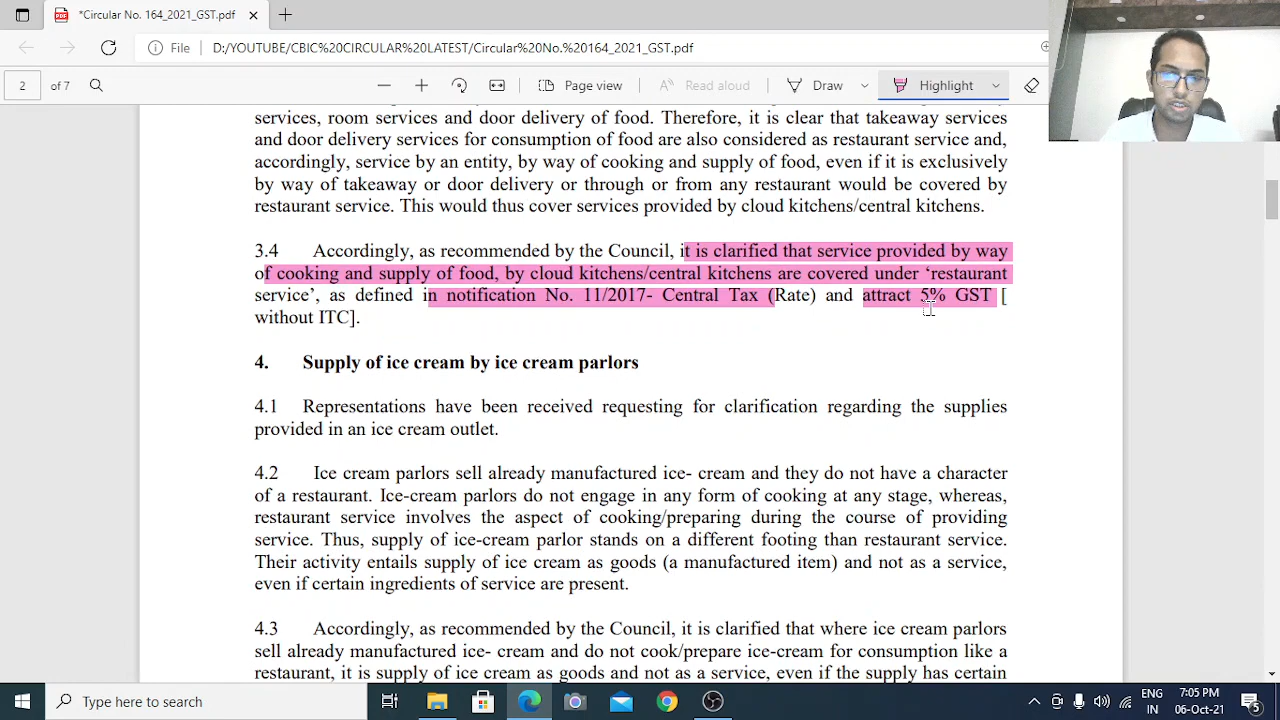 *Circular No. 164_2021_GST.pdf
File D:/YOUTUBE/CBIC%20CIRCULAR%20LATEST/Circular%20No.%20164_2021_GST.pdf
2 of 7 Page view Read aloud Draw Highlight
services, room services and door delivery of food. Therefore, it is clear that takeaway services
and door delivery services for consumption of food are also considered as restaurant service and,
accordingly, service by an entity, by way of cooking and supply of food, even if it is exclusively
by way of takeaway or door delivery or through or from any restaurant would be covered by
restaurant service. This would thus cover services provided by cloud kitchens/central kitchens.
3.4 Accordingly, as recommended by the Council, it is clarified that service provided by way
of cooking and supply of food, by cloud kitchens/central kitchens are covered under ‘restaurant
service’, as defined in notification No. 11/2017- Central Tax (Rate) and attract 5% GST [
without ITC].
4. Supply of ice cream by ice cream parlors
4.1 Representations have been received requesting for clarification regarding the supplies
provided in an ice cream outlet.
4.2 Ice cream parlors sell already manufactured ice- cream and they do not have a character
of a restaurant. Ice-cream parlors do not engage in any form of cooking at any stage, whereas,
restaurant service involves the aspect of cooking/preparing during the course of providing
service. Thus, supply of ice-cream parlor stands on a different footing than restaurant service.
Their activity entails supply of ice cream as goods (a manufactured item) and not as a service,
even if certain ingredients of service are present.
4.3 Accordingly, as recommended by the Council, it is clarified that where ice cream parlors
sell already manufactured ice- cream and do not cook/prepare ice-cream for consumption like a
restaurant, it is supply of ice cream as goods and not as a service, even if the supply has certain
Type here to search
ENG 7:05 PM
IN 06-Oct-21 5